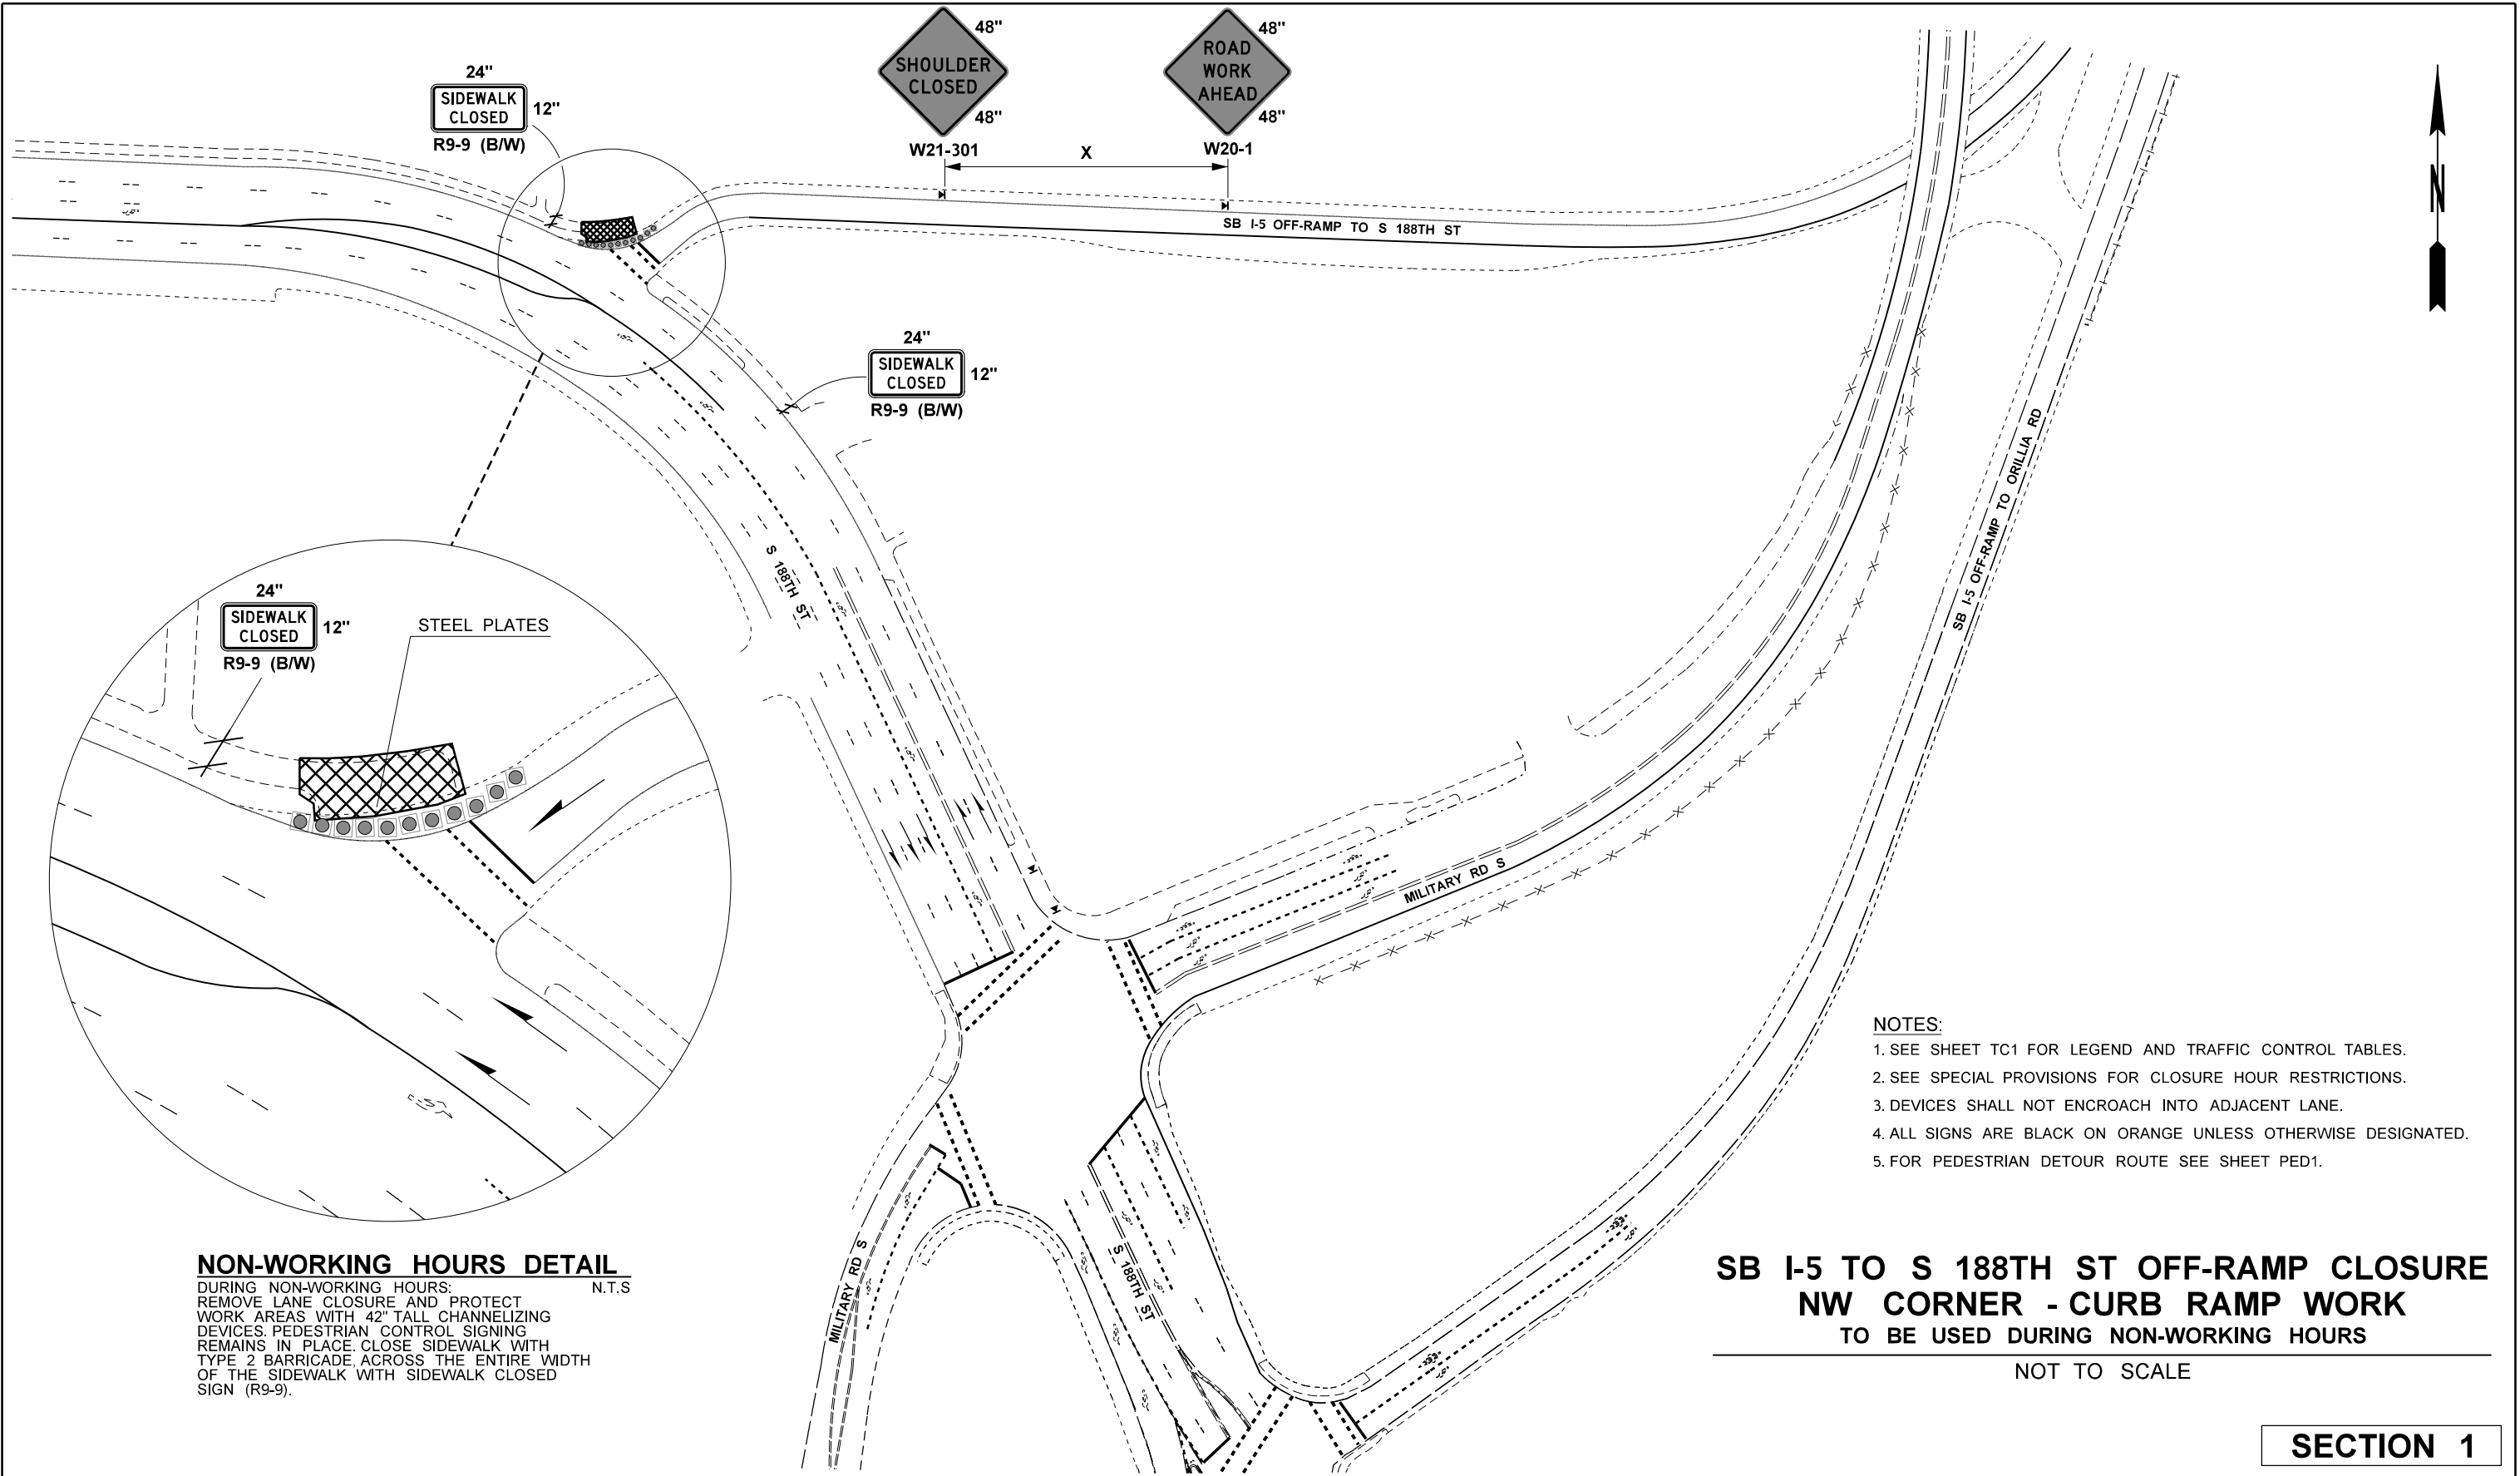 48"
SHOULDER
CLOSED
48"
W21-301
X
48"
ROAD
WORK
AHEAD
48"
W20-1
24"
SIDEWALK
CLOSED
12"
R9-9 (B/W)
N
SB I-5 OFF-RAMP TO S 188TH ST
24"
SIDEWALK
CLOSED
12"
R9-9 (B/W)
S 188TH ST
SB I-5 OFF-RAMP TO ORILLIA RD
24"
SIDEWALK
CLOSED
12"
R9-9 (B/W)
STEEL PLATES
MILITARY RD S
MILITARY RD S
S 188TH ST
NOTES:
1. SEE SHEET TC1 FOR LEGEND AND TRAFFIC CONTROL TABLES.
2. SEE SPECIAL PROVISIONS FOR CLOSURE HOUR RESTRICTIONS.
3. DEVICES SHALL NOT ENCROACH INTO ADJACENT LANE.
4. ALL SIGNS ARE BLACK ON ORANGE UNLESS OTHERWISE DESIGNATED.
5. FOR PEDESTRIAN DETOUR ROUTE SEE SHEET PED1.
NON-WORKING HOURS DETAIL
DURING NON-WORKING HOURS: N.T.S
REMOVE LANE CLOSURE AND PROTECT
WORK AREAS WITH 42" TALL CHANNELIZING
DEVICES. PEDESTRIAN CONTROL SIGNING
REMAINS IN PLACE. CLOSE SIDEWALK WITH
TYPE 2 BARRICADE, ACROSS THE ENTIRE WIDTH
OF THE SIDEWALK WITH SIDEWALK CLOSED
SIGN (R9-9).
SB I-5 TO S 188TH ST OFF-RAMP CLOSURE
NW CORNER - CURB RAMP WORK
TO BE USED DURING NON-WORKING HOURS
NOT TO SCALE
SECTION 1